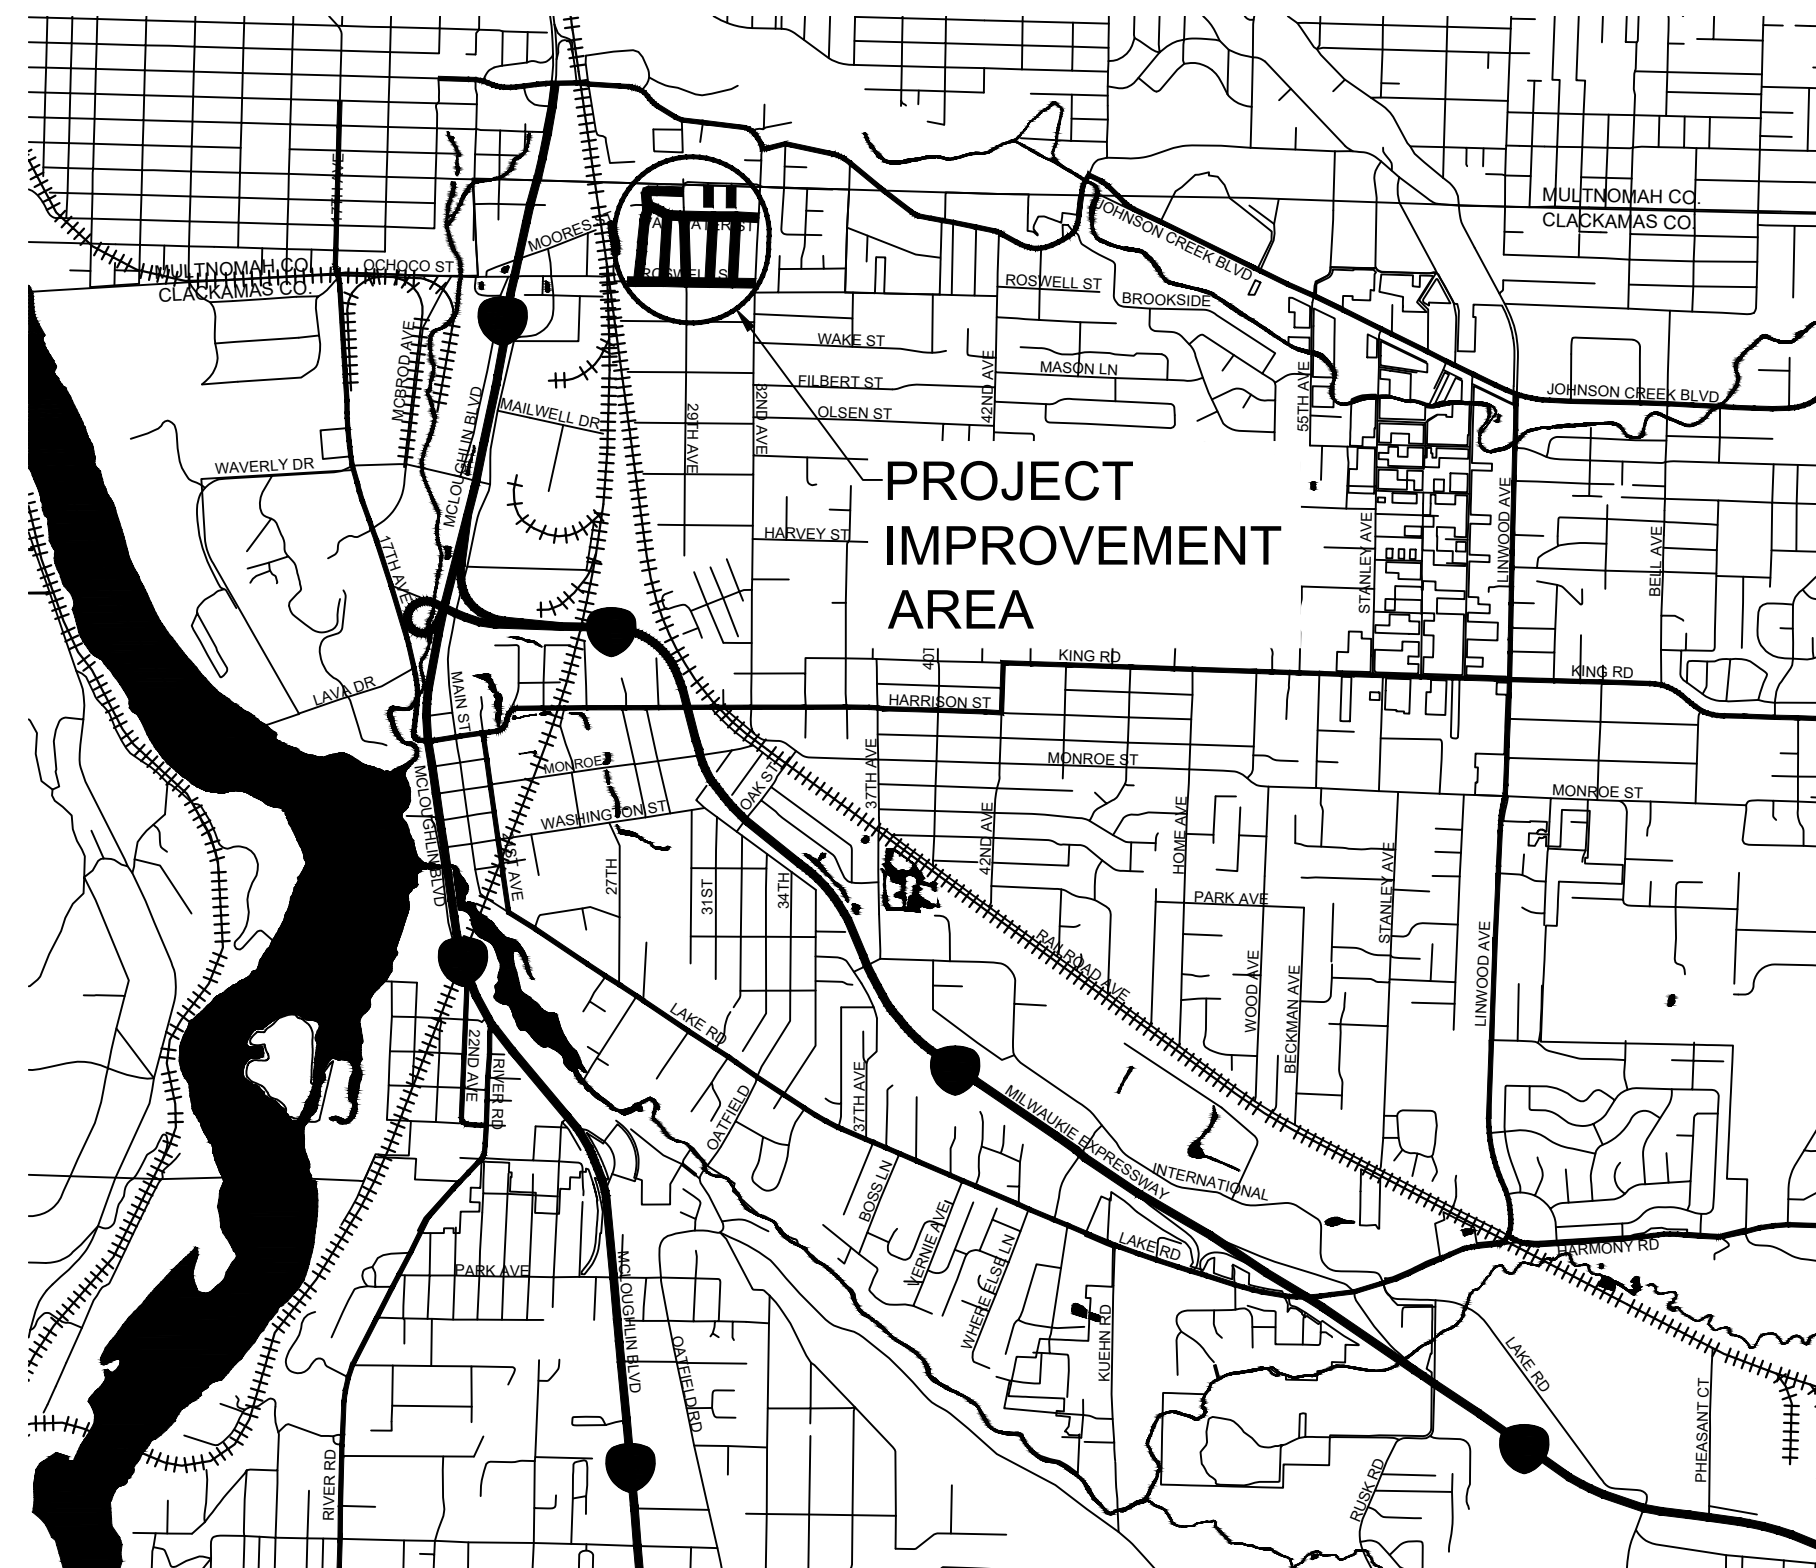 MULTNOMAH CO.
CLACKAMAS CO.
17TH AVE
MOORES ST
ROSWELL S
JOHNSON CREEK BLVD
MULTNOMAH CO.
CLACKAMAS CO.
OCHOCO ST
ROSWELL ST
BROOKSIDE
MCBROD AVE
WAKE ST
42ND AVE
MASON LN
FILBERT ST
OLSEN ST
55TH AVE
JOHNSON CREEK BLVD
MCLOUGHLIN BLVD
MAILWELL DR
29TH AVE
32ND AVE
WAVERLY DR
PROJECT
IMPROVEMENT
AREA
HARVEY ST
17TH AVE
STANLEY AVE
LINWOOD AVE
BELL AVE
KING RD
KING RD
LAVA DR
MAIN ST
HARRISON ST
MONROE
MONROE ST
MONROE ST
OAK ST
37TH AVE
WASHINGTON ST
MCLOUGHLIN BLVD
21ST AVE
27TH
31ST
34TH
42ND AVE
HOME AVE
STANLEY AVE
PARK AVE
RAILROAD AVE
WOOD AVE
BECKMAN AVE
LINWOOD AVE
LAKE RD
22ND AVE
RIVER RD
OATFIELD
37TH AVE
MILWAUKIE EXPRESSWAY
INTERNATIONAL
BOSS LN
VERNIE AVE
WHERE ELSE LN
LAKE RD
HARMONY RD
PARK AVE
MCLOUGHLIN BLVD
OATFIELD RD
KUEHN RD
LAKE RD
PHEASANT CT
RIVER RD
RUSK RD